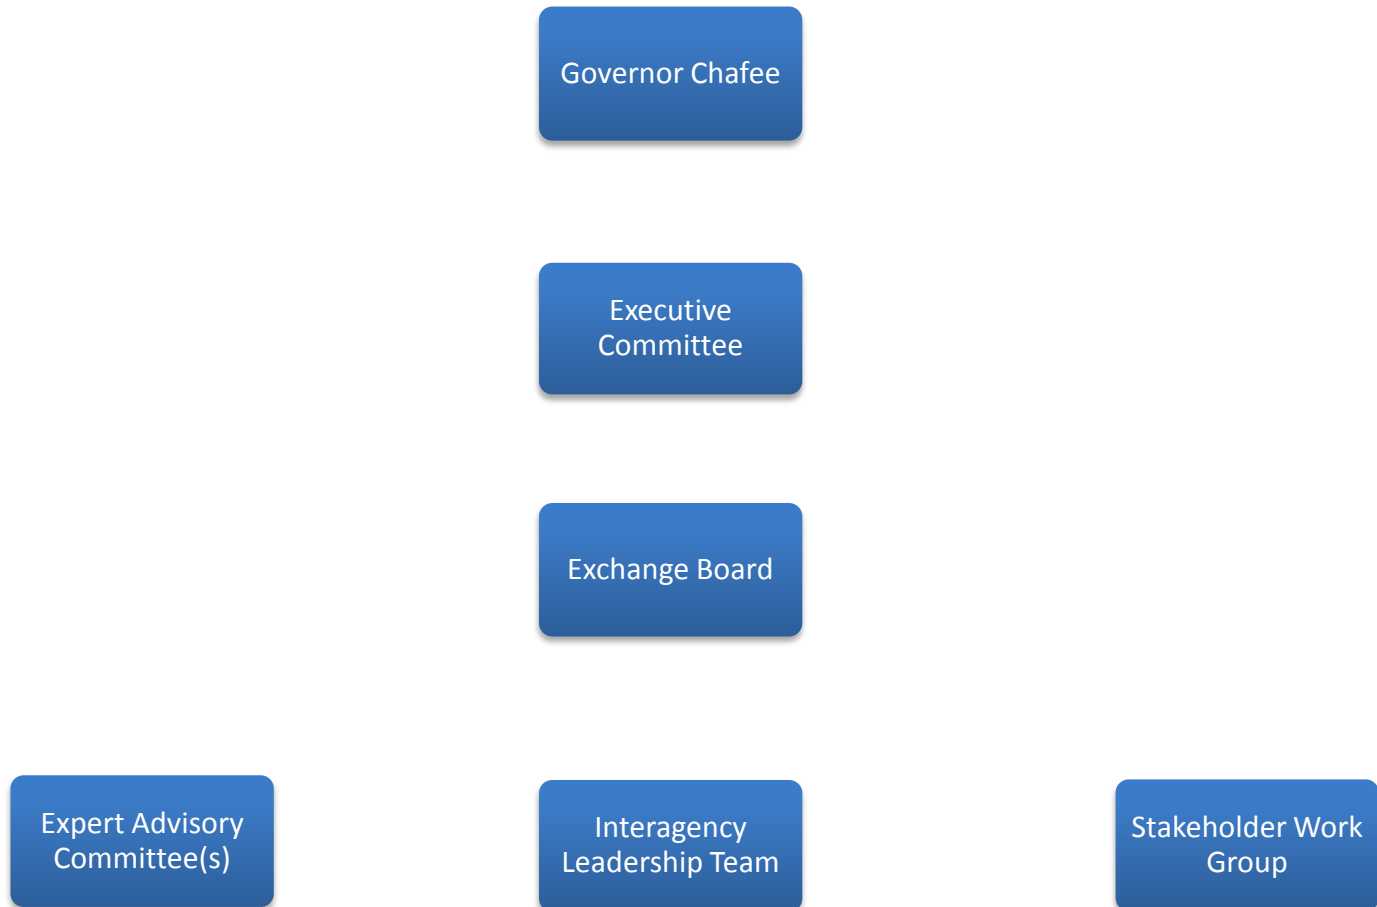 Governor Chafee
Executive
Committee
Exchange Board
Expert Advisory
Committee(s)
Interagency
Leadership Team
Stakeholder Work
Group